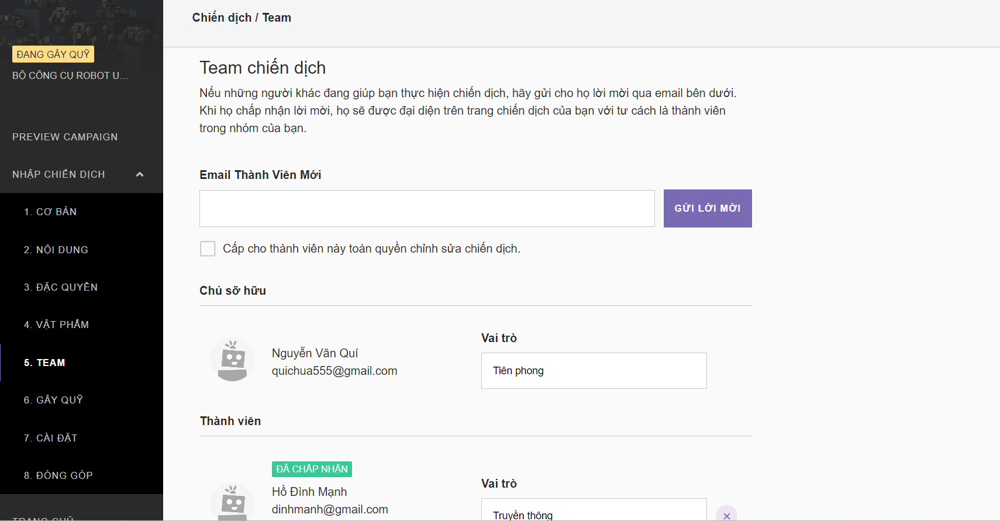 Chiến dịch / Team
ĐANG GÂY QUỸ
BỘ CÔNG CỤ ROBOT U...
PREVIEW CAMPAIGN
NHẬP CHIẾN DỊCH
1. CƠ BẢN
2. NỘI DUNG
3. ĐẶC QUYỀN
4. VẬT PHẨM
5. TEAM
6. GÂY QUỸ
7. CÀI ĐẶT
8. ĐÓNG GÓP
TRANG CHỦ
Team chiến dịch
Nếu những người khác đang giúp bạn thực hiện chiến dịch, hãy gửi cho họ lời mời qua email bên dưới.
Khi họ chấp nhận lời mời, họ sẽ được đại diện trên trang chiến dịch của bạn với tư cách là thành viên
trong nhóm của bạn.
Email Thành Viên Mới
GỬI LỜI MỜI
Cấp cho thành viên này toàn quyền chỉnh sửa chiến dịch.
Chủ sỡ hữu
Nguyễn Văn Quí
quichua555@gmail.com
Vai trò
Tiên phong
Thành viên
ĐÃ CHẤP NHẬN
Hồ Đình Mạnh
dinhmanh@gmail.com
Vai trò
Truyền thông